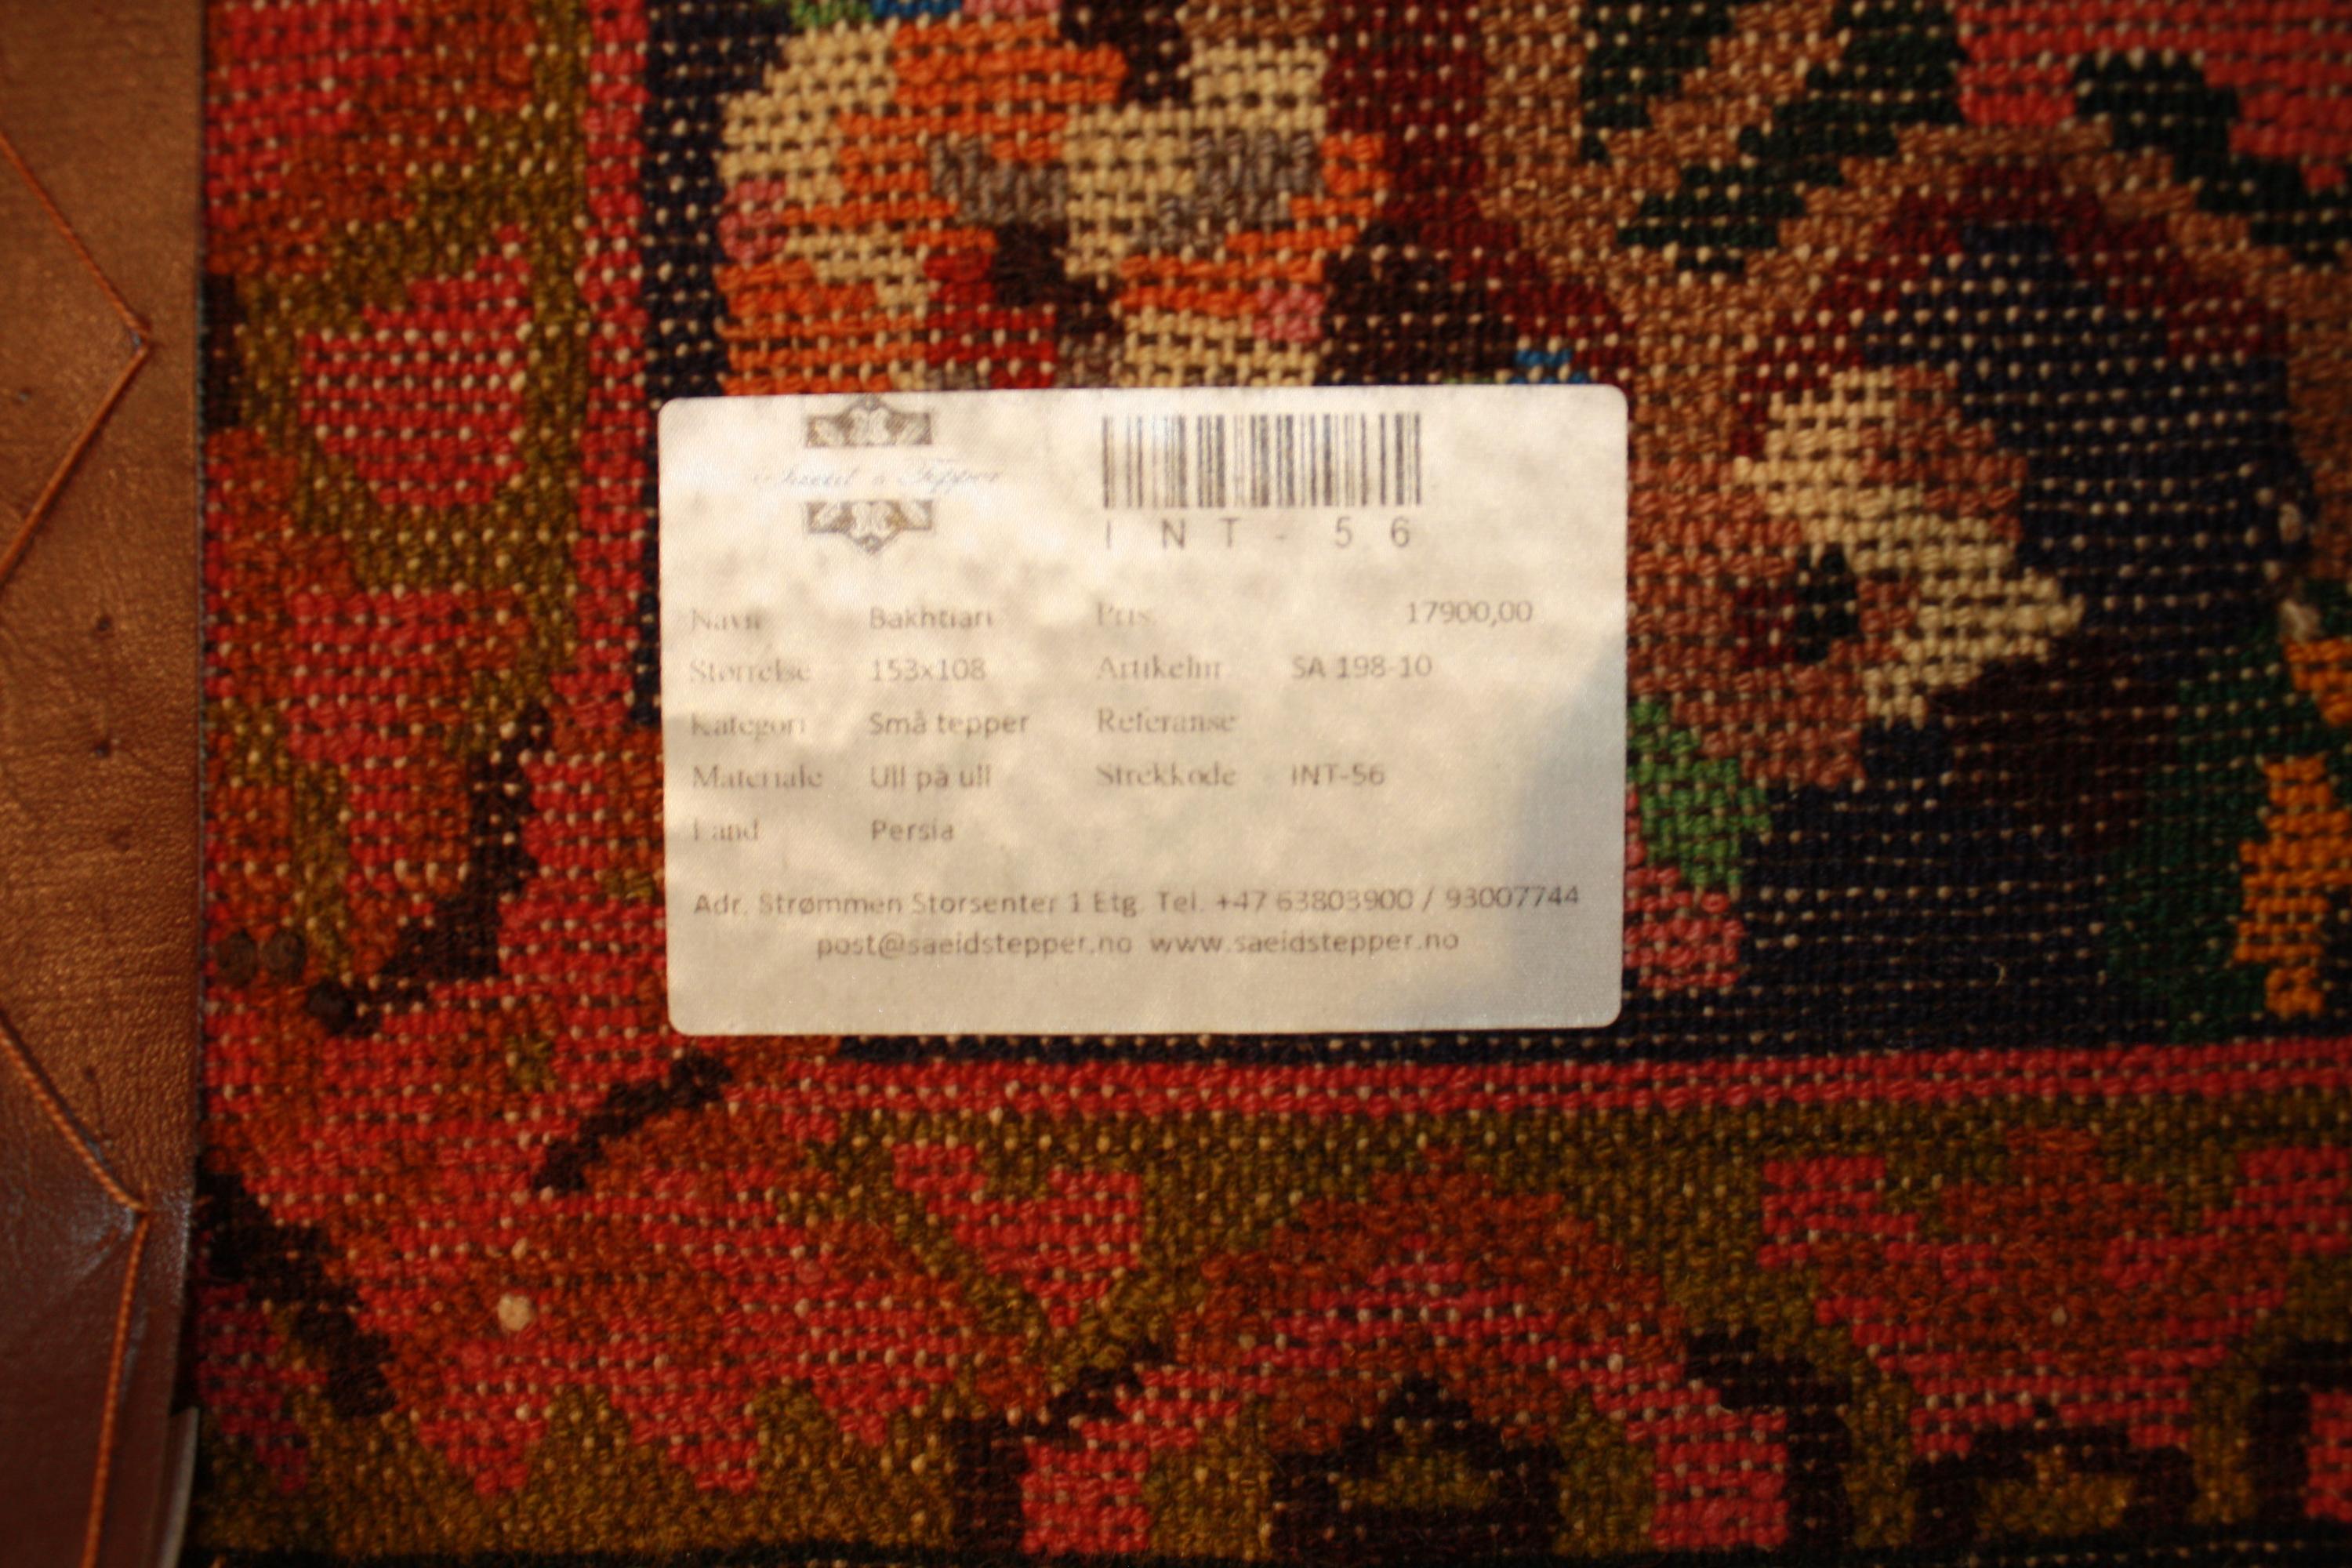 Saeid's Tepper
INT-56
Navn Bakhtiari Pris 17900,00
Størrelse 153x108 Artikelnr SA 198-10
Kategori Små tepper Referanse
Materiale Ull på ull Strekkode INT-56
Land Persia
Adr. Strømmen Storsenter 1 Etg. Tel. +47 63803900 / 93007744
post@saeidstepper.no www.saeidstepper.no